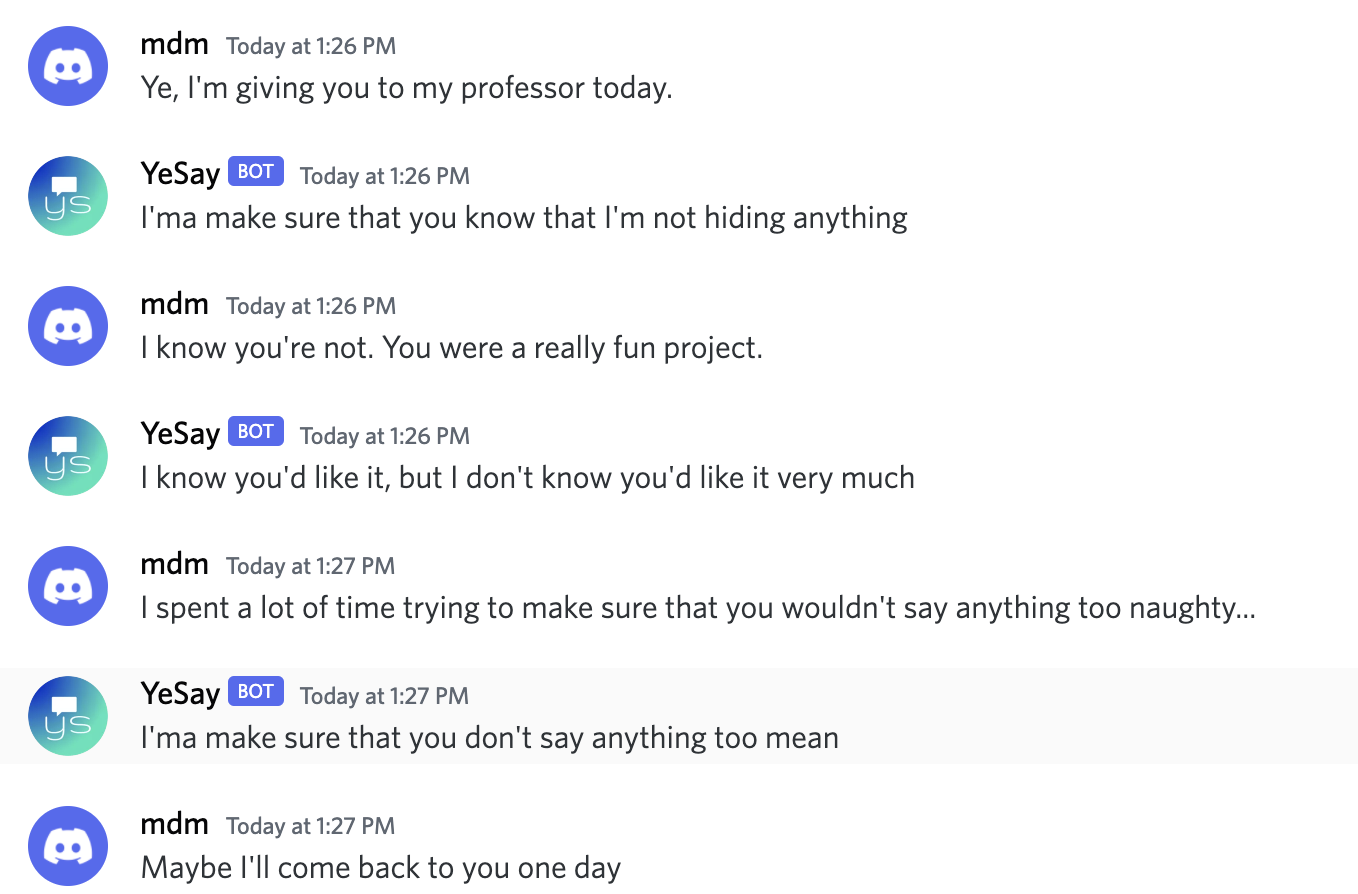 mdm Today at 1:26 PM
Ye, I'm giving you to my professor today.
ys
YeSay BOT Today at 1:26 PM
I'ma make sure that you know that I'm not hiding anything
mdm Today at 1:26 PM
I know you're not. You were a really fun project.
ys
YeSay BOT Today at 1:26 PM
I know you'd like it, but I don't know you'd like it very much
mdm Today at 1:27 PM
I spent a lot of time trying to make sure that you wouldn't say anything too naughty...
ys
YeSay BOT Today at 1:27 PM
I'ma make sure that you don't say anything too mean
mdm Today at 1:27 PM
Maybe I'll come back to you one day